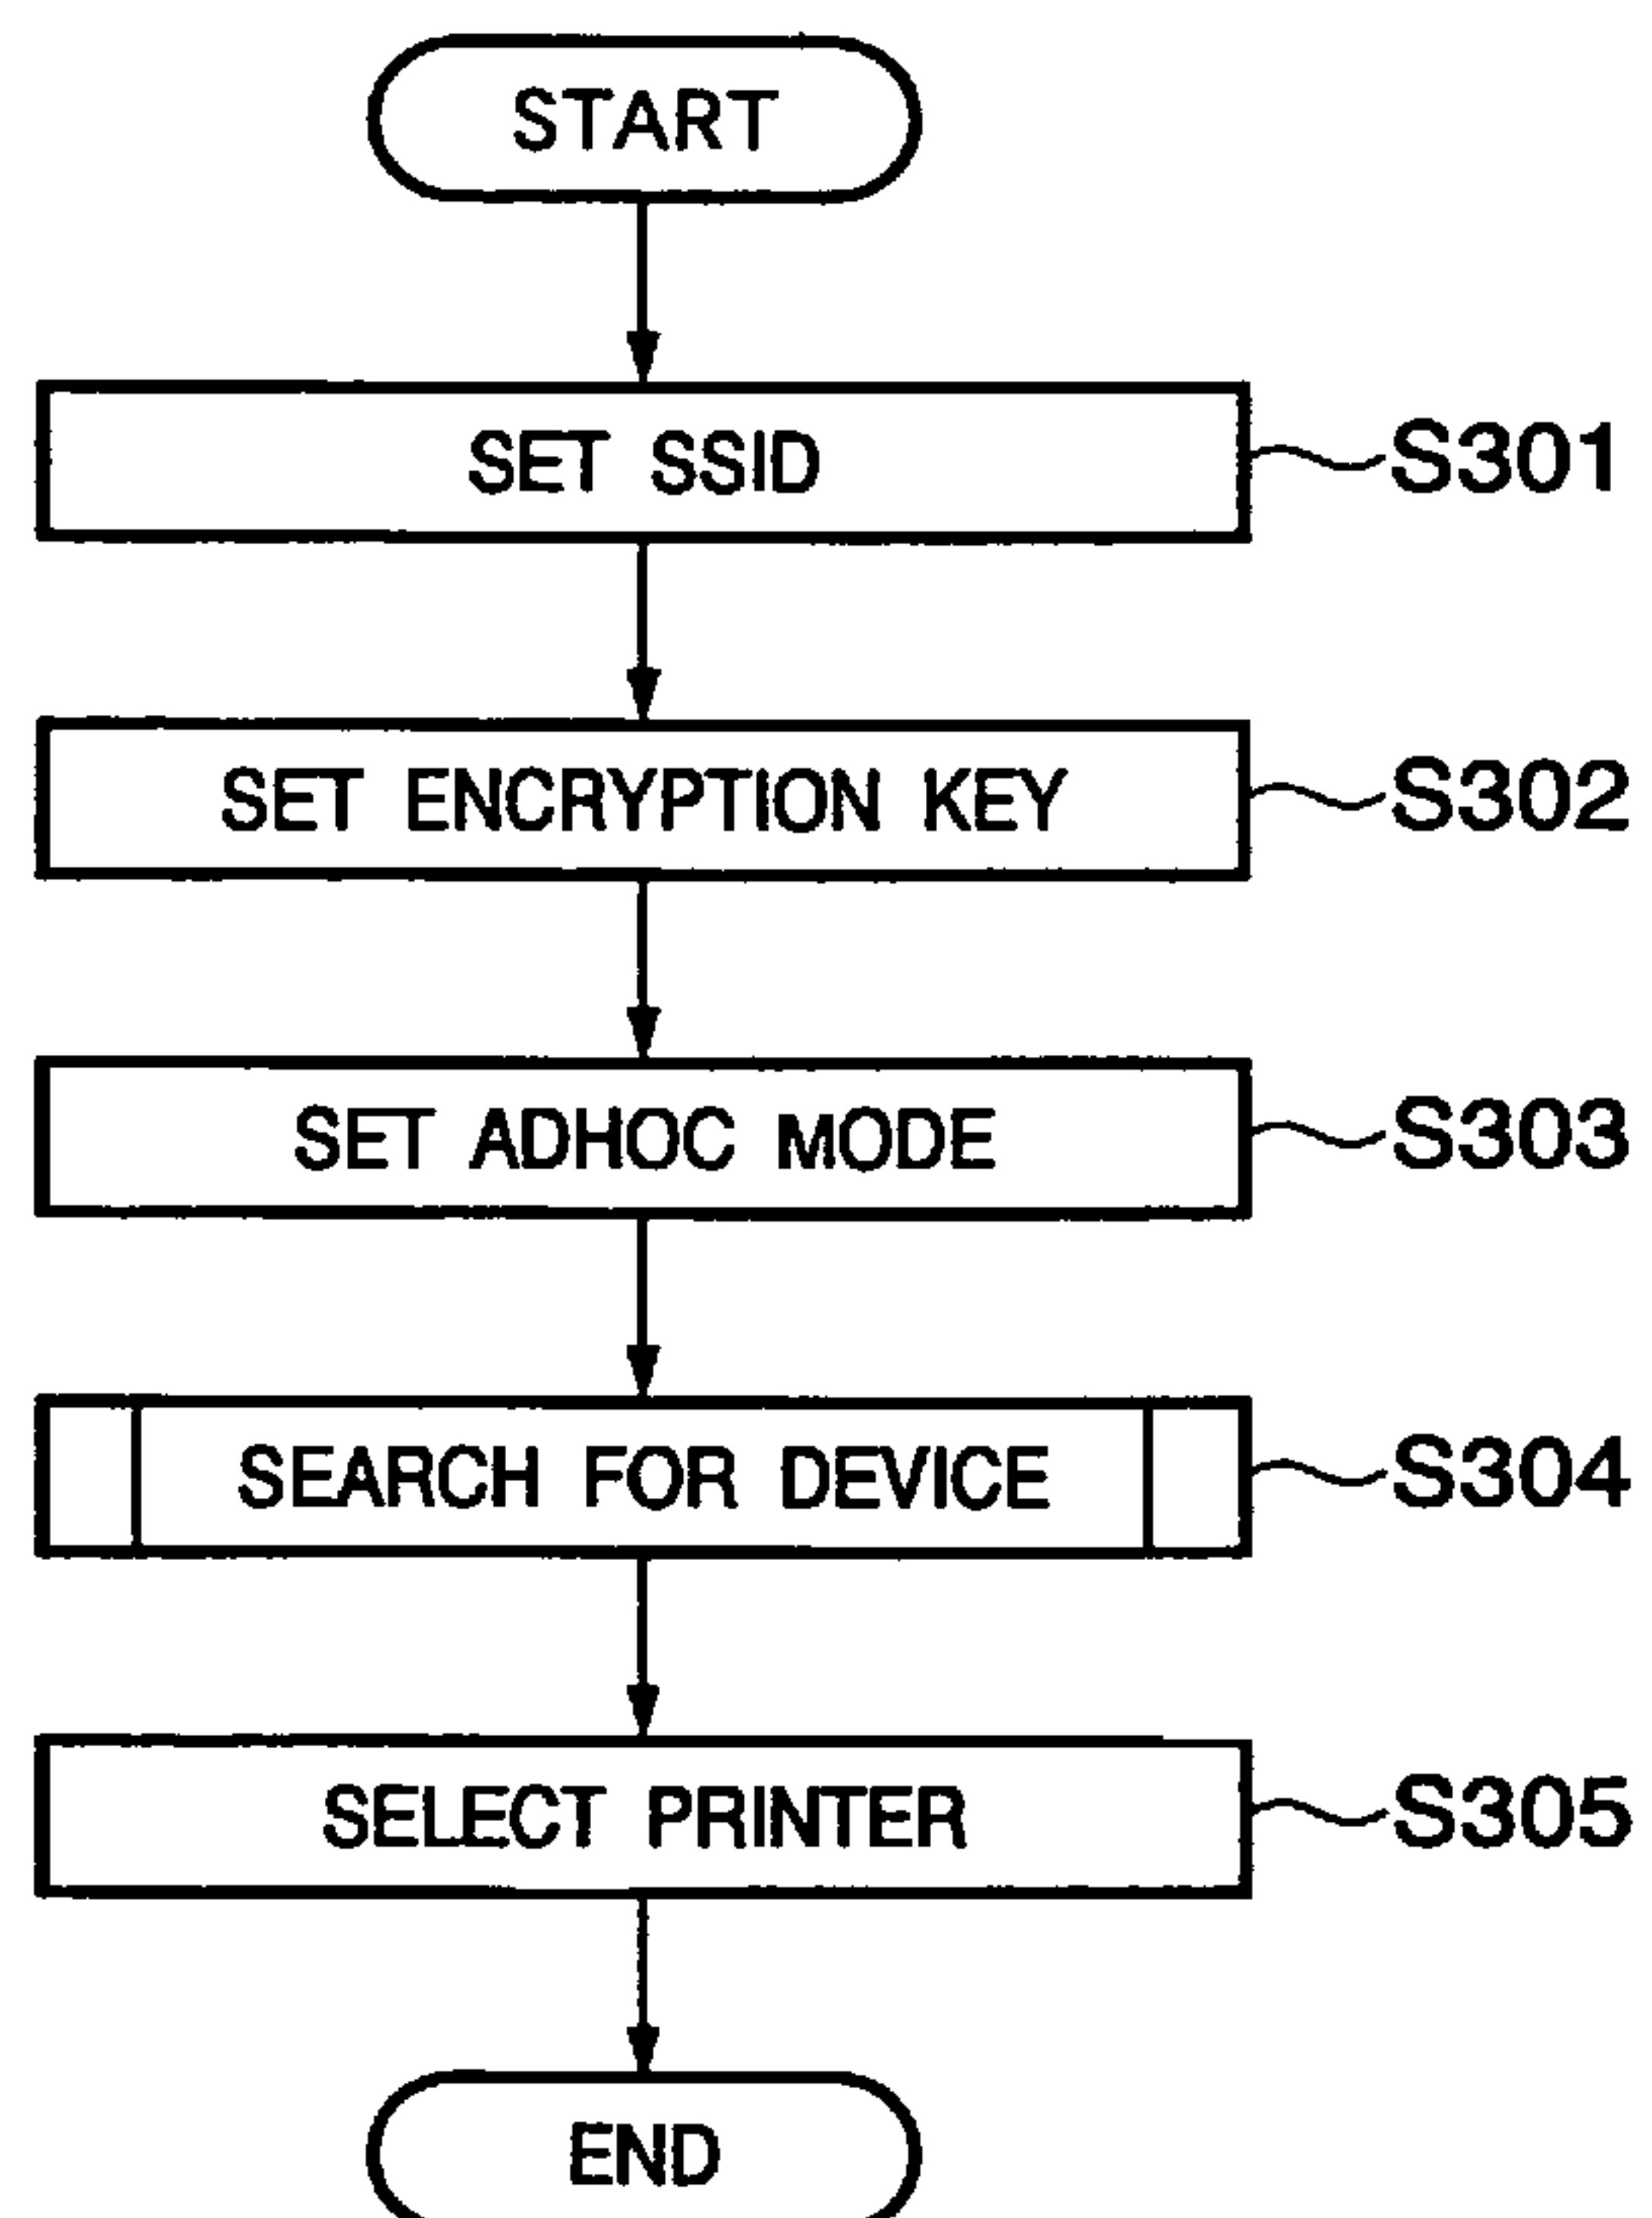 START
SET SSID
S301
SET ENCRYPTION KEY
S302
SET ADHOC MODE
S303
SEARCH FOR DEVICE
S304
SELECT PRINTER
S305
END